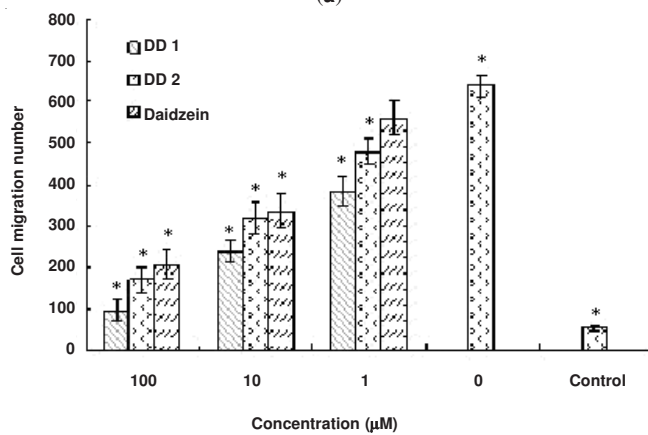 (a)
800
700
600
500
400
300
200
100
0
Cell migration number
DD 1
DD 2
Daidzein
* * *
* * *
* *
*
*
100 10 1 0 Control
Concentration (µM)